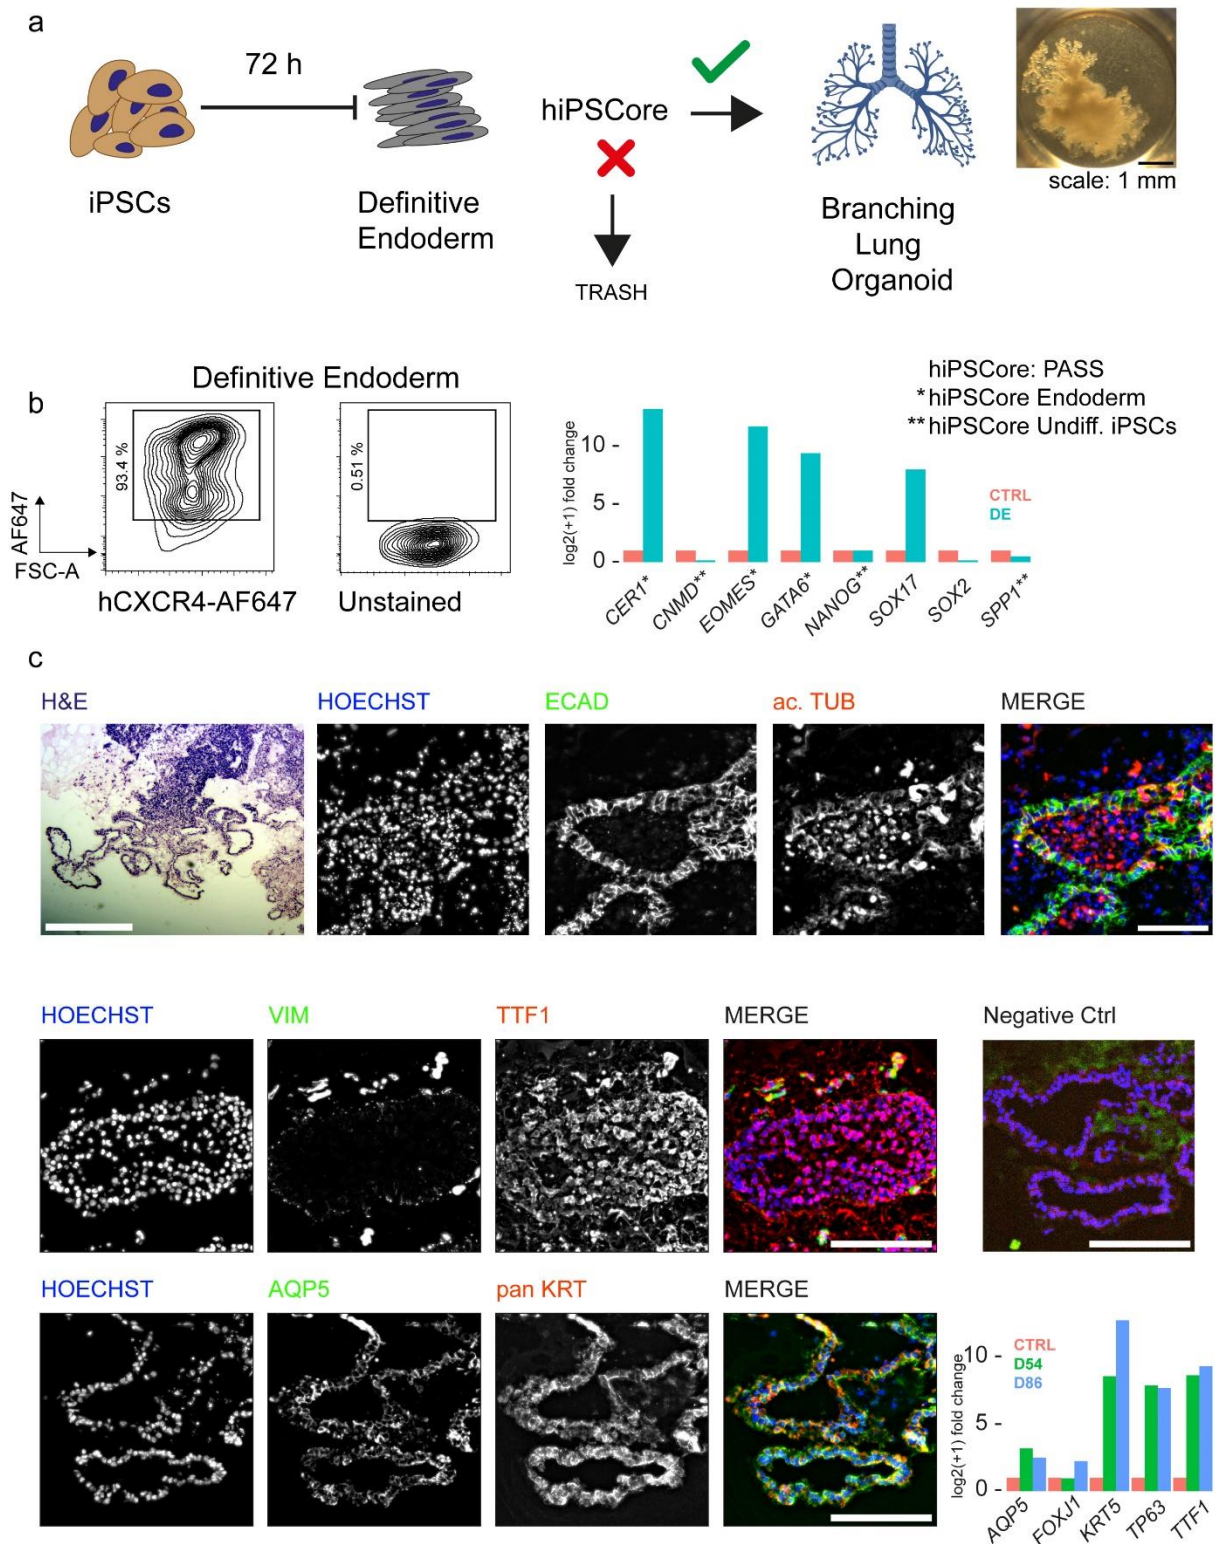 a
72 h
hiPSCore
iPSCs
Definitive
Endoderm
TRASH
Branching
Lung
Organoid
scale: 1 mm
b
Definitive Endoderm
93.4 %
0.51 %
AF647
FSC-A
hCXCR4-AF647
Unstained
hiPSCore: PASS
*hiPSCore Endoderm
**hiPSCore Undiff. iPSCs
log2(+1) fold change
10
5
0
CTRL
DE
CER1*
CNMD**
EOMES*
GATA6*
NANOG**
SOX17
SOX2
SPP1**
c
H&E
HOECHST
ECAD
ac. TUB
MERGE
HOECHST
VIM
TTF1
MERGE
Negative Ctrl
HOECHST
AQP5
pan KRT
MERGE
log2(+1) fold change
10
5
0
CTRL
D54
D86
AQP5
FOXJ1
KRT5
TP63
TTF1